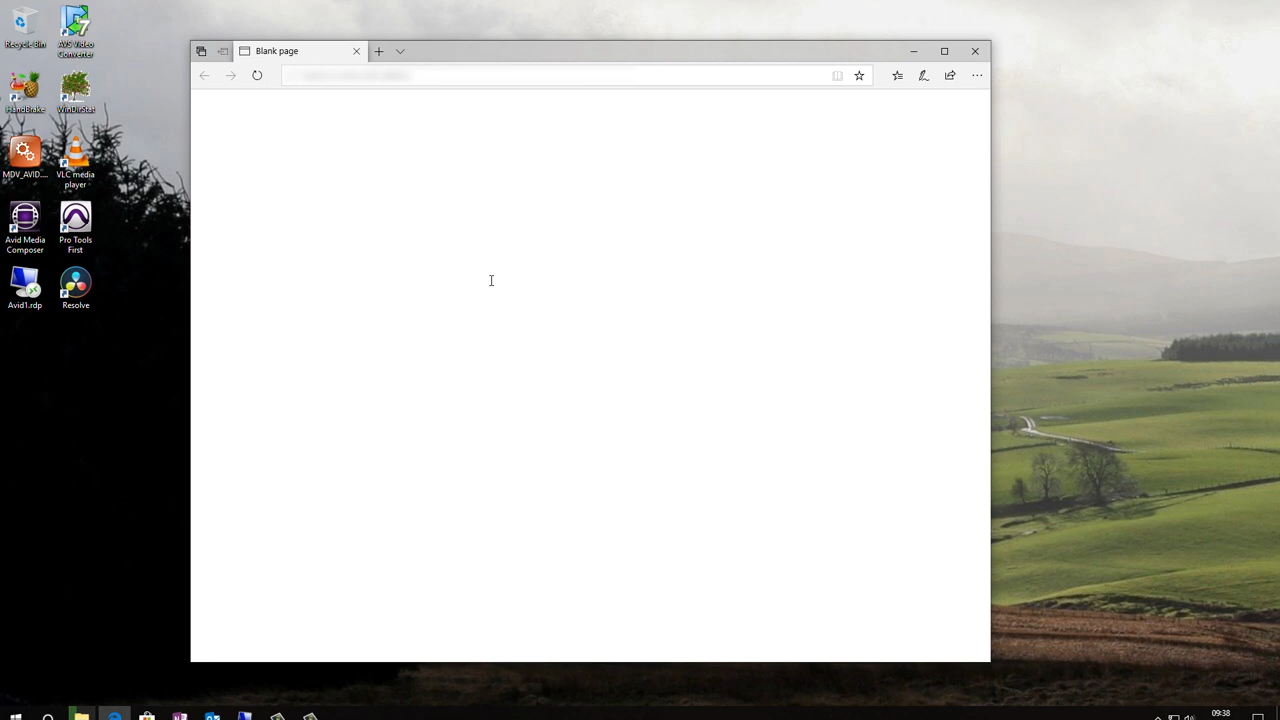 Recycle Bin
AVS Video
Converter
HandBrake
WinDirStat
MDV_AVID....
VLC media
player
Avid Media
Composer
Pro Tools
First
Avid1.rdp
Resolve
Blank page
09:38